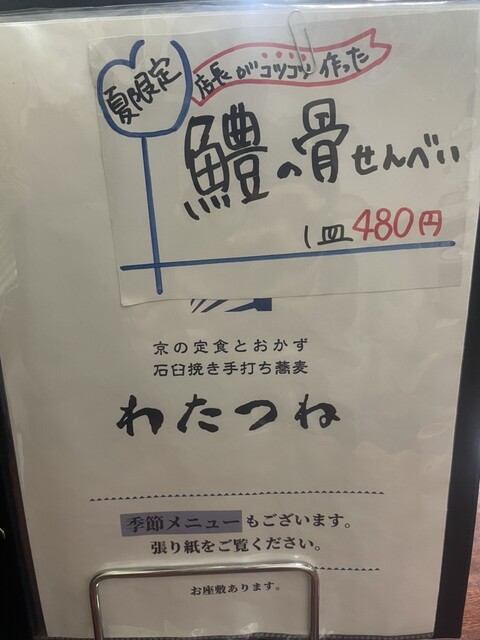 夏限定
店長がコツコツ作った
鱧の骨せんべい
1皿480円
京の定食とおかず
石臼挽き手打ち蕎麦
わたつね
季節メニューもございます。
張り紙をご覧ください。
お座敷あります。